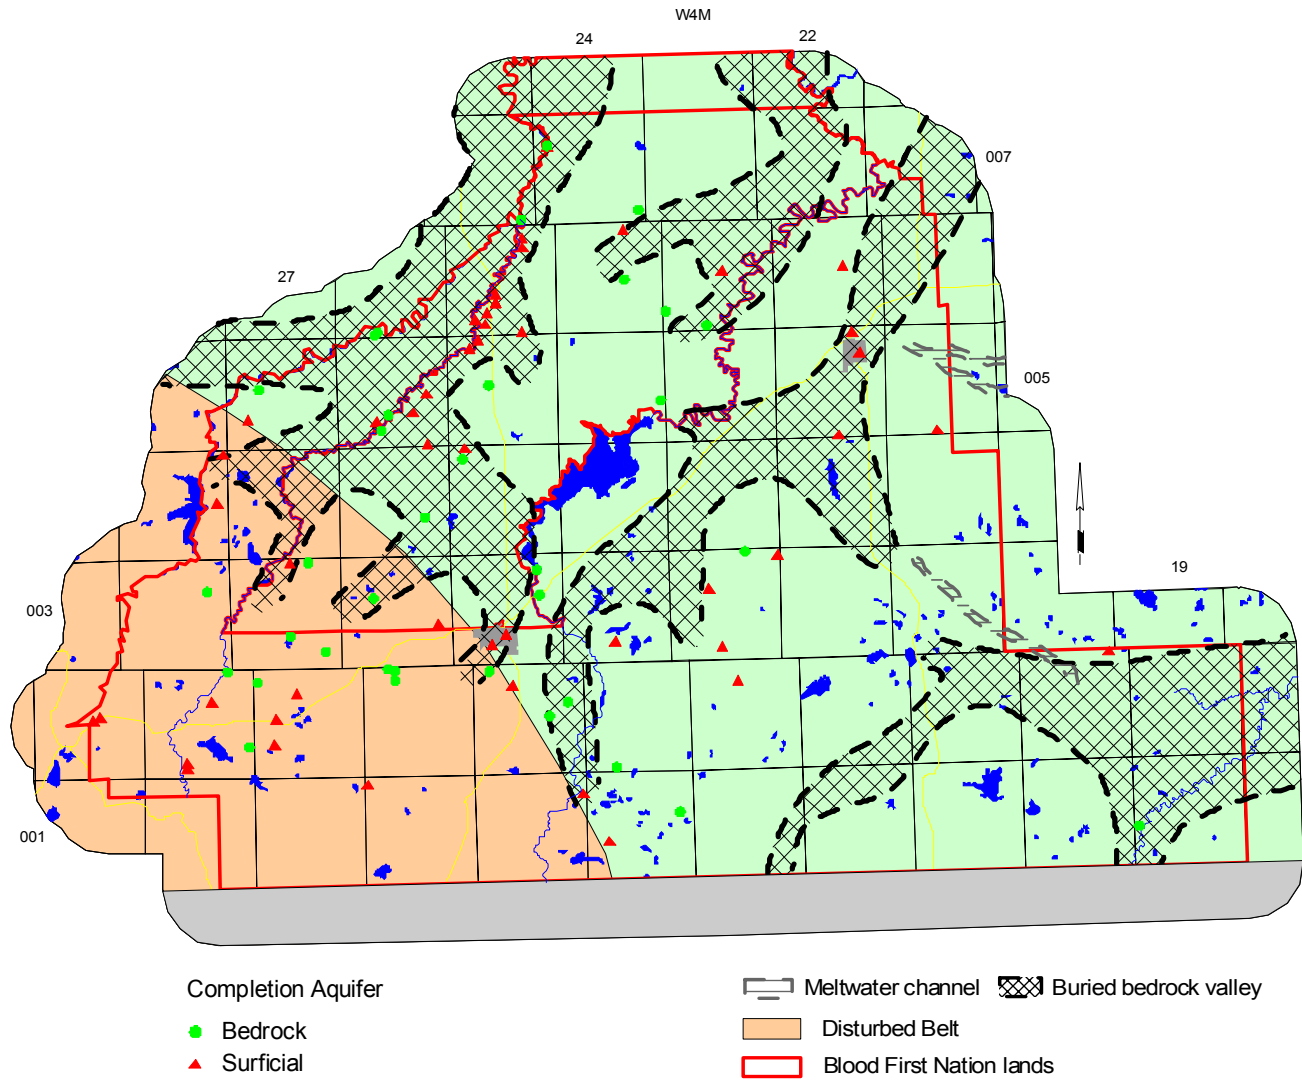 W4M
24
22
007
27
005
19
003
001
Completion Aquifer
Bedrock
Surficial
Meltwater channel
Buried bedrock valley
Disturbed Belt
Blood First Nation lands